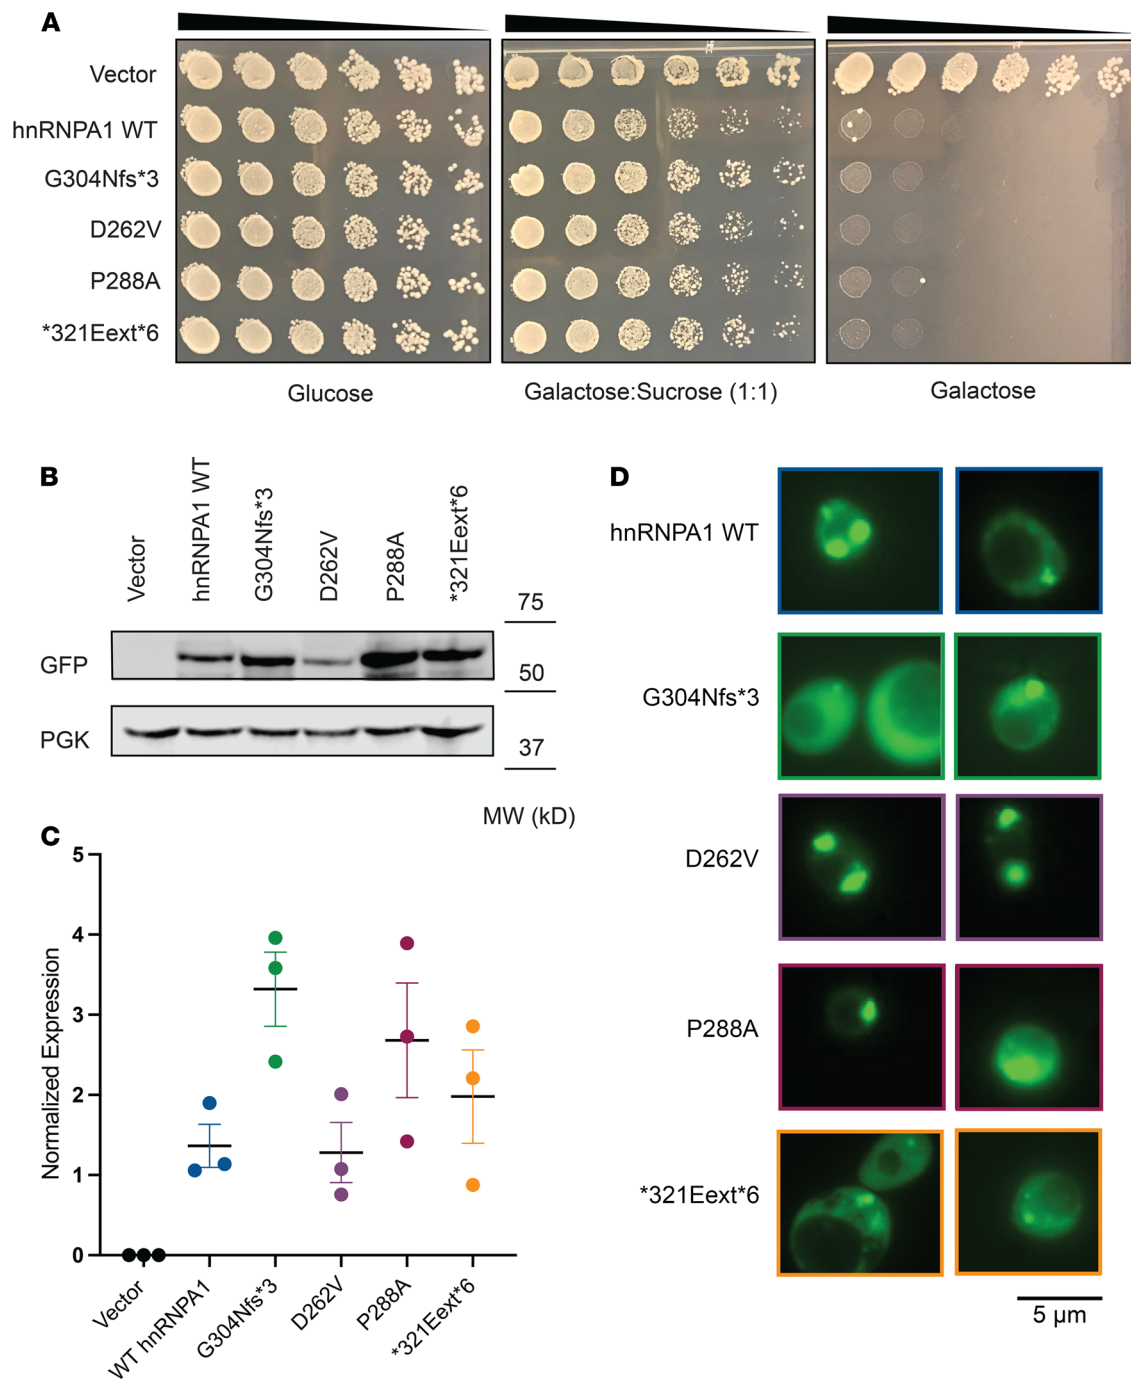 A
Vector
hnRNPA1 WT
G304Nfs*3
D262V
P288A
*321Eext*6
Glucose
Galactose:Sucrose (1:1)
Galactose
B
Vector
hnRNPA1 WT
G304Nfs*3
D262V
P288A
*321Eext*6
75
GFP
50
PGK
37
MW (kD)
C
Normalized Expression
5
4
3
2
1
0
Vector
WT hnRNPA1
G304Nfs*3
D262V
P288A
*321Eext*6
D
hnRNPA1 WT
G304Nfs*3
D262V
P288A
*321Eext*6
5 µm